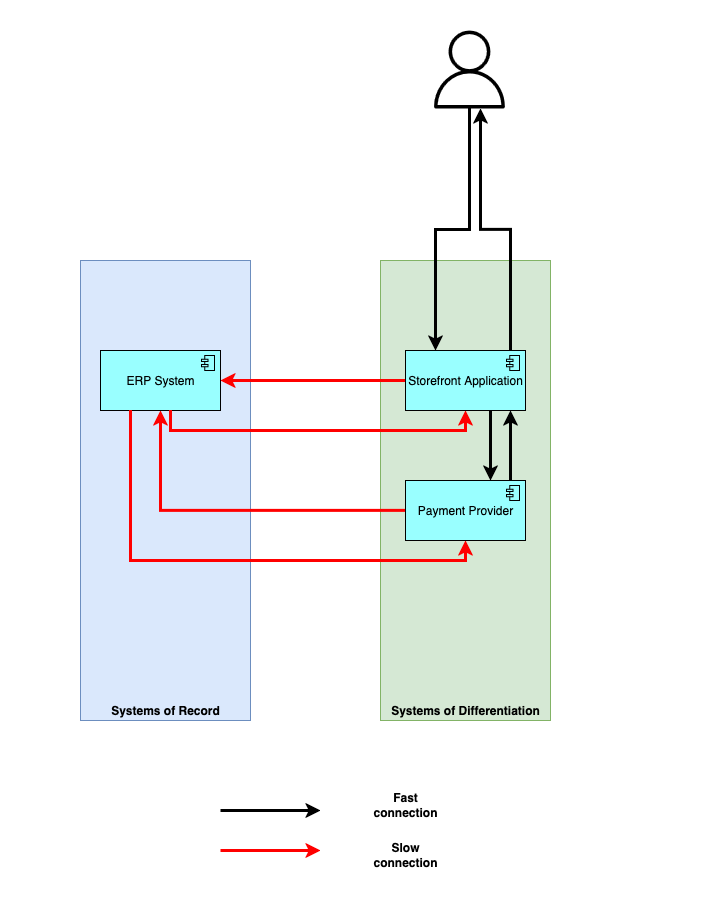 ERP System
Storefront Application
Payment Provider
Systems of Record
Systems of Differentiation
Fast
connection
Slow
connection